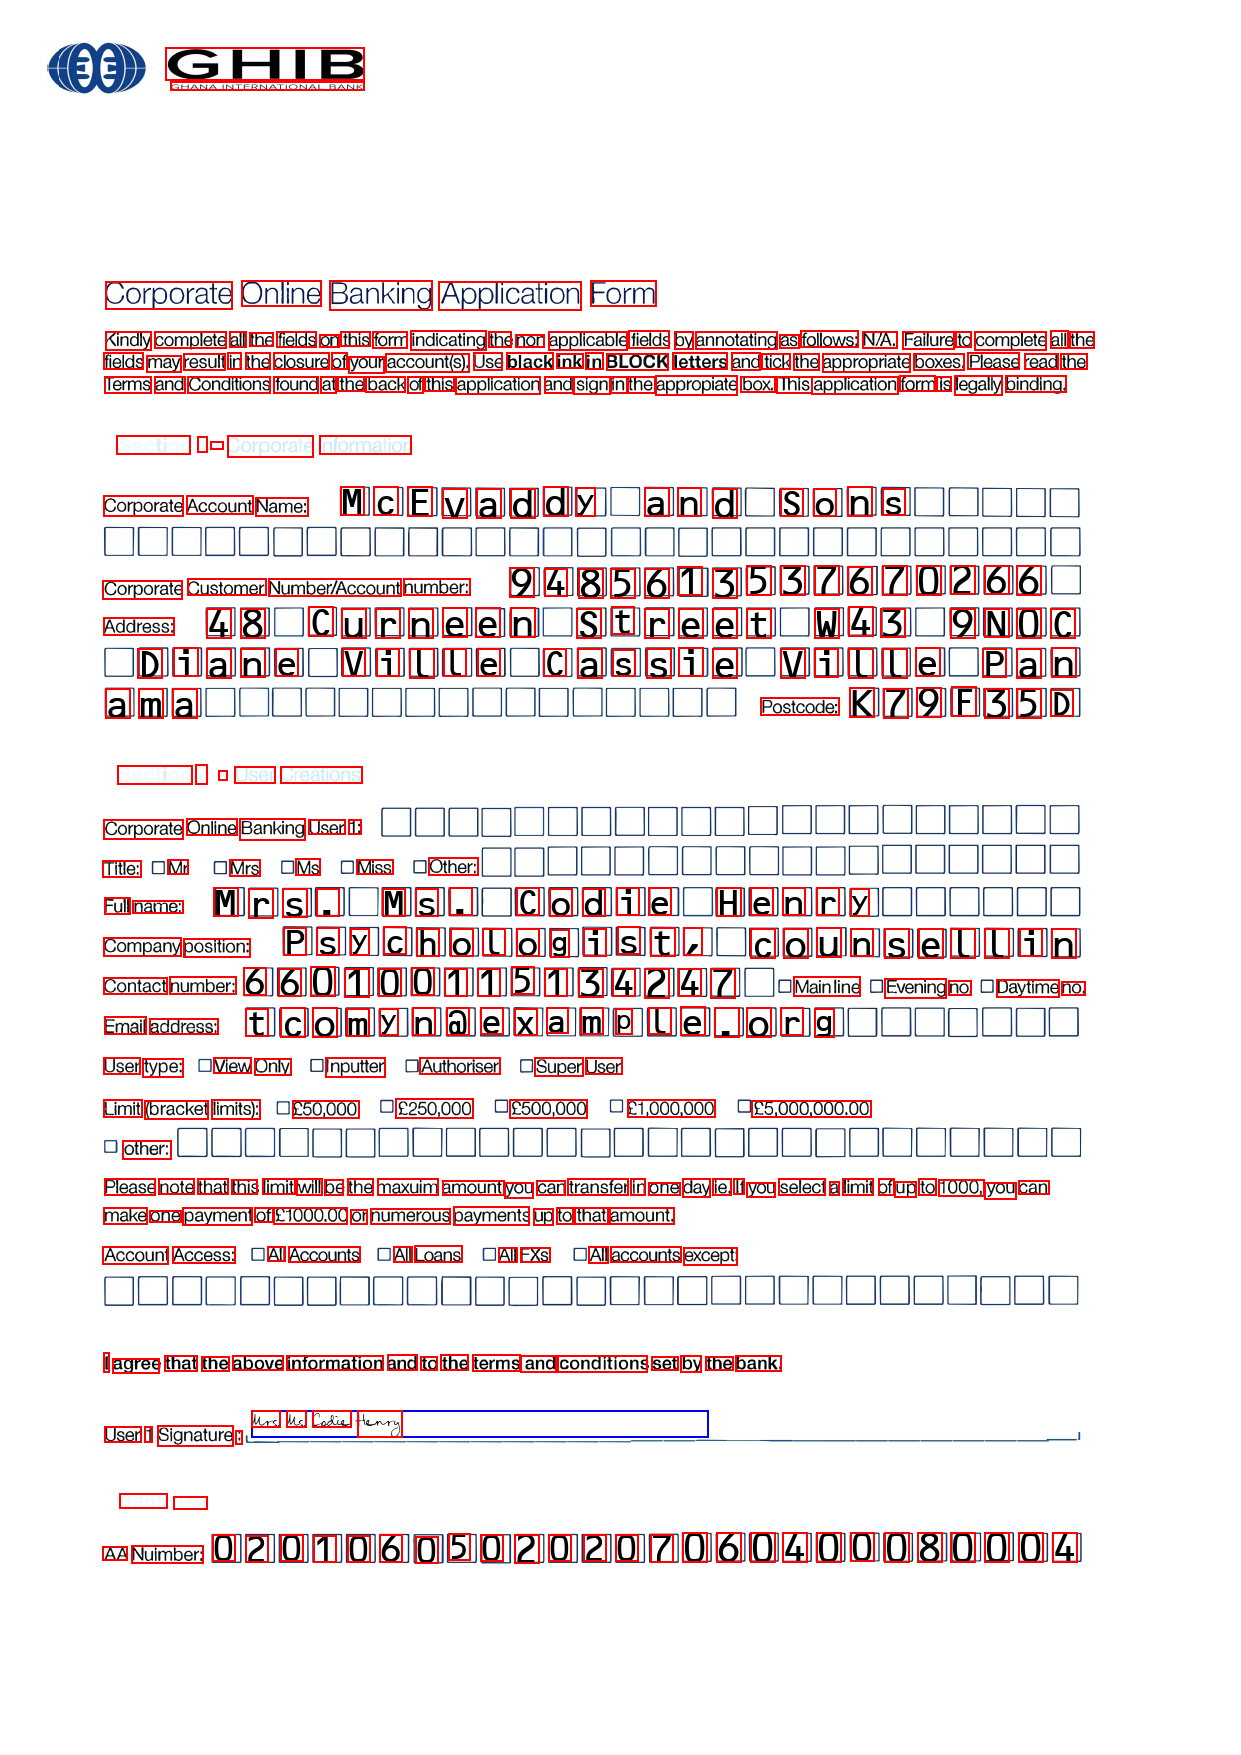 GHIB
GHANA INTERNATIONAL BANK
Corporate Online Banking Application Form
Kindly complete all the fields on this form indicating the non applicable fields by annotating as follows: N/A. Failure to complete all the
fields may result in the closure of your account(s). Use black ink in BLOCK letters and tick the appropriate boxes. Please read the
Terms and Conditions found at the back of this application and sign in the appropiate box. This application form is legally binding.
Section - Corporate Information
Corporate Account Name: McEvaddy and Sons
Corporate Customer Number/Account number: 9485613537670266
Address: 48 Curneen Street W43 9N0C
Diane Ville Cassie Ville Pan
ama Postcode: K79F35D
Section - User Creations
Corporate Online Banking User 1:
Title: Mr Mrs Ms Miss Other:
Full name: Mrs. Ms. Codie Henry
Company position: Psychologist, counsellin
Contact number: 660100115134247 Main line Evening no Daytime no.
Email address: tcomyn@example.org
User type: View Only Inputter Authoriser Super User
Limit (bracket limits): £50,000 £250,000 £500,000 £1,000,000 £5,000,000.00
other:
Please note that this limit will be the maxuim amount you can transfer in one day ie. If you select a limit of up to 1000, you can
make one payment of £1000.00 or numerous payments up to that amount.
Account Access: All Accounts All Loans All FXs All accounts except
I agree that the above information and to the terms and conditions set by the bank.
User 1 Signature: Mrs Ms Codie Henry
AA Nuimber: 02010605020207060400080004